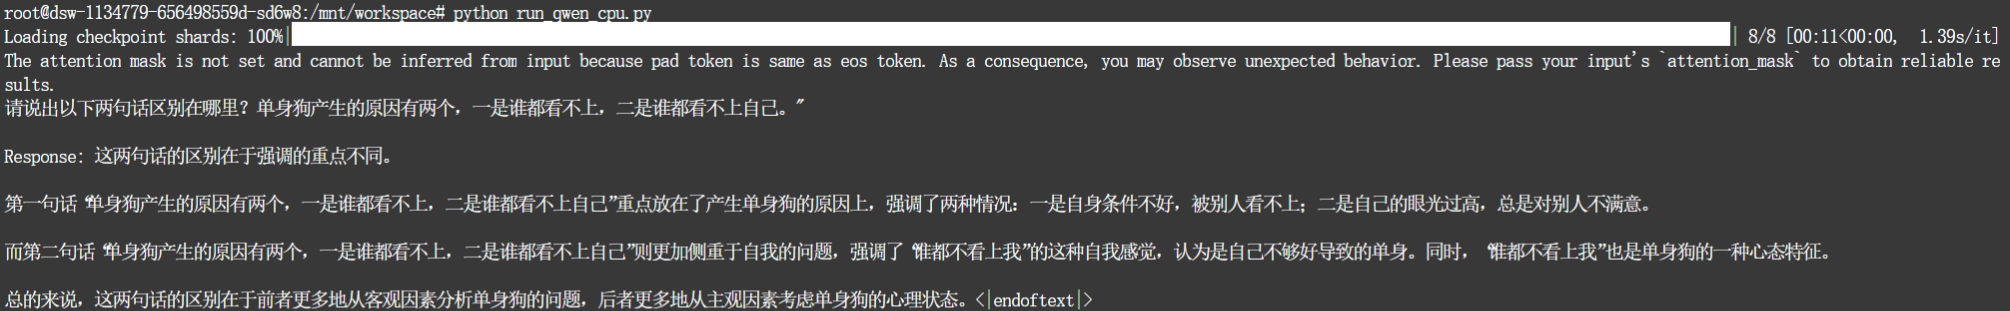 root@dsw-1134779-656498559d-sd6w8:/mnt/workspace# python run_qwen_cpu.py
Loading checkpoint shards: 100%| | 8/8 [00:11<00:00,  1.39s/it]
The attention mask is not set and cannot be inferred from input because pad token is same as eos token. As a consequence, you may observe unexpected behavior. Please pass your input's `attention_mask` to obtain reliable re
sults.
请说出以下两句话区别在哪里？单身狗产生的原因有两个，一是谁都看不上，二是谁都看不上自己。”
Response: 这两句话的区别在于强调的重点不同。
第一句话“单身狗产生的原因有两个，一是谁都看不上，二是谁都看不上自己”重点放在了产生单身狗的原因上，强调了两种情况：一是自身条件不好，被别人看不上；二是自己的眼光过高，总是对别人不满意。
而第二句话“单身狗产生的原因有两个，一是谁都看不上，二是谁都看不上自己”则更加侧重于自我的问题，强调了“谁都不看上我”的这种自我感觉，认为是自己不够好导致的单身。同时，“谁都不看上我”也是单身狗的一种心态特征。
总的来说，这两句话的区别在于前者更多地从客观因素分析单身狗的问题，后者更多地从主观因素考虑单身狗的心理状态。<|endoftext|>